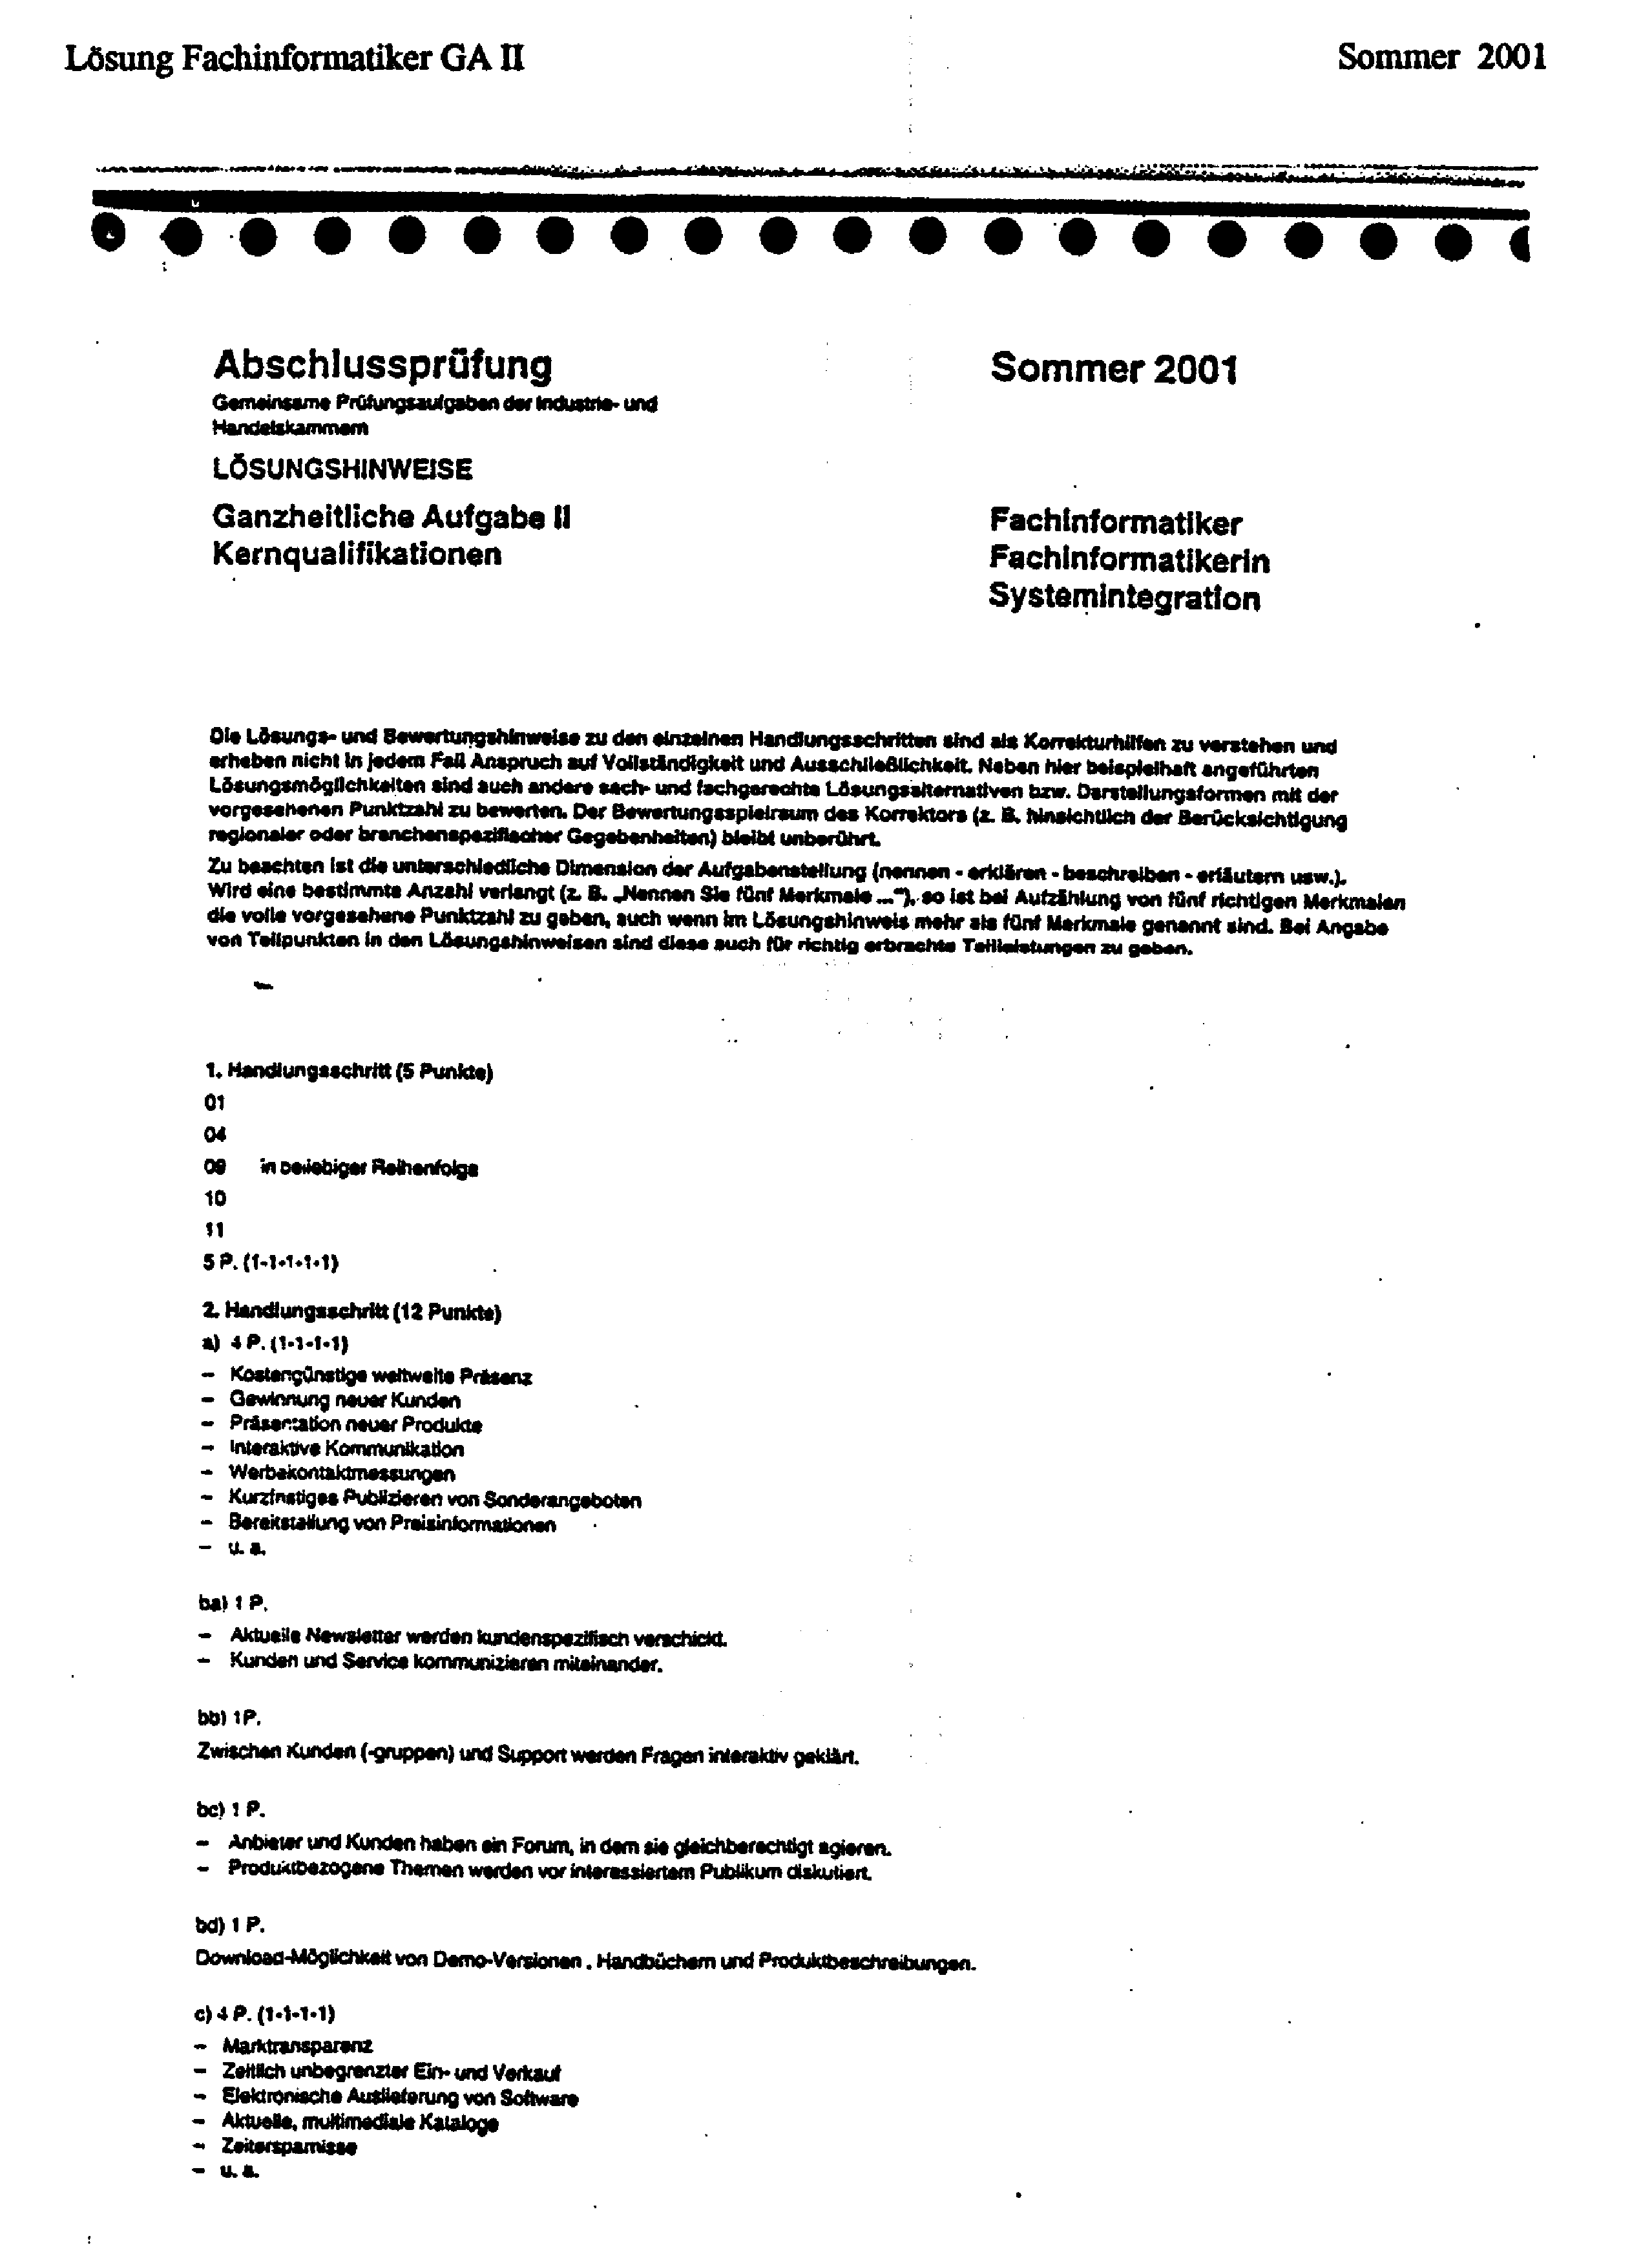 Lösung Fachinformatiker GA II
Sommer 2001
Abschlussprüfung
Sommer 2001
Gemeinsame Prüfungsaufgaben der Industrie- und
Handelskammern
LÖSUNGSHINWEISE
Ganzheitliche Aufgabe II
Kernqualifikationen
Fachinformatiker
Fachinformatikerin
Systemintegration
Die Lösungs- und Bewertungshinweise zu den einzelnen Handlungsschritten sind als Korrekturhilfen zu verstehen und
erheben nicht in jedem Fall Anspruch auf Vollständigkeit und Ausschließlichkeit. Neben hier beispielhaft angeführten
Lösungsmöglichkeiten sind auch andere sach- und fachgerechte Lösungsalternativen bzw. Darstellungsformen mit der
vorgesehenen Punktzahl zu bewerten. Der Bewertungsspielraum des Korrektors (z. B. hinsichtlich der Berücksichtigung
regionaler oder branchenspezifischer Gegebenheiten) bleibt unberührt.
Zu beachten ist die unterschiedliche Dimension der Aufgabenstellung (nennen - erklären - beschreiben - erläutern usw.).
Wird eine bestimmte Anzahl verlangt (z. B. „Nennen Sie fünf Merkmale ..."), so ist bei Aufzählung von fünf richtigen Merkmalen
die volle vorgesehene Punktzahl zu geben, auch wenn im Lösungshinweis mehr als fünf Merkmale genannt sind. Bei Angabe
von Teilpunkten in den Lösungshinweisen sind diese auch für richtig erbrachte Teilleistungen zu geben.
1. Handlungsschritt (5 Punkte)
01
04
09 in beliebiger Reihenfolge
10
11
5 P. (1-1-1-1-1)
2. Handlungsschritt (12 Punkte)
a) 4 P. (1-1-1-1)
– Kostengünstige weltweite Präsenz
– Gewinnung neuer Kunden
– Präsentation neuer Produkte
– Interaktive Kommunikation
– Werbekontaktmessungen
– Kurzfristiges Publizieren von Sonderangeboten
– Bereitstellung von Preisinformationen
– u. a.
ba) 1 P.
– Aktuelle Newsletter werden kundenspezifisch verschickt.
– Kunden und Service kommunizieren miteinander.
bb) 1P.
Zwischen Kunden (-gruppen) und Support werden Fragen interaktiv geklärt.
bc) 1 P.
– Anbieter und Kunden haben ein Forum, in dem sie gleichberechtigt agieren.
– Produktbezogene Themen werden vor interessiertem Publikum diskutiert.
bd) 1 P.
Download-Möglichkeit von Demo-Versionen , Handbüchern und Produktbeschreibungen.
c) 4 P. (1-1-1-1)
– Markttransparenz
– Zeitlich unbegrenzter Ein- und Verkauf
– Elektronische Auslieferung von Software
– Aktuelle, multimediale Kataloge
– Zeitersparnisse
– u. a.